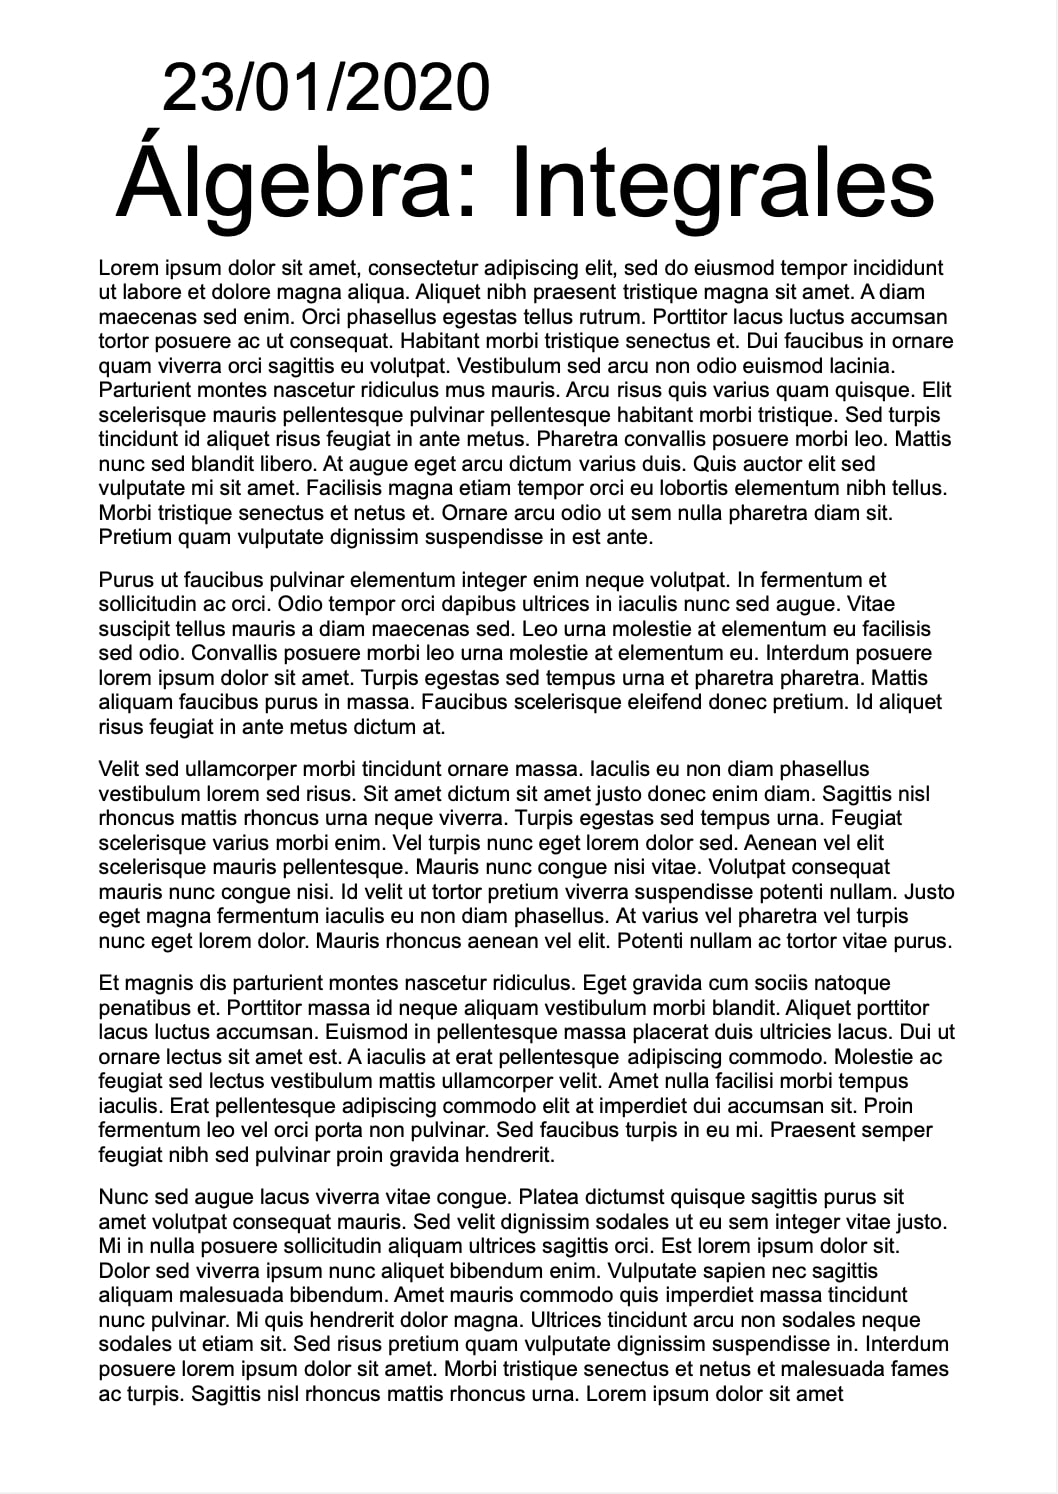 23/01/2020
Álgebra: Integrales
Lorem ipsum dolor sit amet, consectetur adipiscing elit, sed do eiusmod tempor incididunt
ut labore et dolore magna aliqua. Aliquet nibh praesent tristique magna sit amet. A diam
maecenas sed enim. Orci phasellus egestas tellus rutrum. Porttitor lacus luctus accumsan
tortor posuere ac ut consequat. Habitant morbi tristique senectus et. Dui faucibus in ornare
quam viverra orci sagittis eu volutpat. Vestibulum sed arcu non odio euismod lacinia.
Parturient montes nascetur ridiculus mus mauris. Arcu risus quis varius quam quisque. Elit
scelerisque mauris pellentesque pulvinar pellentesque habitant morbi tristique. Sed turpis
tincidunt id aliquet risus feugiat in ante metus. Pharetra convallis posuere morbi leo. Mattis
nunc sed blandit libero. At augue eget arcu dictum varius duis. Quis auctor elit sed
vulputate mi sit amet. Facilisis magna etiam tempor orci eu lobortis elementum nibh tellus.
Morbi tristique senectus et netus et. Ornare arcu odio ut sem nulla pharetra diam sit.
Pretium quam vulputate dignissim suspendisse in est ante.
Purus ut faucibus pulvinar elementum integer enim neque volutpat. In fermentum et
sollicitudin ac orci. Odio tempor orci dapibus ultrices in iaculis nunc sed augue. Vitae
suscipit tellus mauris a diam maecenas sed. Leo urna molestie at elementum eu facilisis
sed odio. Convallis posuere morbi leo urna molestie at elementum eu. Interdum posuere
lorem ipsum dolor sit amet. Turpis egestas sed tempus urna et pharetra pharetra. Mattis
aliquam faucibus purus in massa. Faucibus scelerisque eleifend donec pretium. Id aliquet
risus feugiat in ante metus dictum at.
Velit sed ullamcorper morbi tincidunt ornare massa. Iaculis eu non diam phasellus
vestibulum lorem sed risus. Sit amet dictum sit amet justo donec enim diam. Sagittis nisl
rhoncus mattis rhoncus urna neque viverra. Turpis egestas sed tempus urna. Feugiat
scelerisque varius morbi enim. Vel turpis nunc eget lorem dolor sed. Aenean vel elit
scelerisque mauris pellentesque. Mauris nunc congue nisi vitae. Volutpat consequat
mauris nunc congue nisi. Id velit ut tortor pretium viverra suspendisse potenti nullam. Justo
eget magna fermentum iaculis eu non diam phasellus. At varius vel pharetra vel turpis
nunc eget lorem dolor. Mauris rhoncus aenean vel elit. Potenti nullam ac tortor vitae purus.
Et magnis dis parturient montes nascetur ridiculus. Eget gravida cum sociis natoque
penatibus et. Porttitor massa id neque aliquam vestibulum morbi blandit. Aliquet porttitor
lacus luctus accumsan. Euismod in pellentesque massa placerat duis ultricies lacus. Dui ut
ornare lectus sit amet est. A iaculis at erat pellentesque adipiscing commodo. Molestie ac
feugiat sed lectus vestibulum mattis ullamcorper velit. Amet nulla facilisi morbi tempus
iaculis. Erat pellentesque adipiscing commodo elit at imperdiet dui accumsan sit. Proin
fermentum leo vel orci porta non pulvinar. Sed faucibus turpis in eu mi. Praesent semper
feugiat nibh sed pulvinar proin gravida hendrerit.
Nunc sed augue lacus viverra vitae congue. Platea dictumst quisque sagittis purus sit
amet volutpat consequat mauris. Sed velit dignissim sodales ut eu sem integer vitae justo.
Mi in nulla posuere sollicitudin aliquam ultrices sagittis orci. Est lorem ipsum dolor sit.
Dolor sed viverra ipsum nunc aliquet bibendum enim. Vulputate sapien nec sagittis
aliquam malesuada bibendum. Amet mauris commodo quis imperdiet massa tincidunt
nunc pulvinar. Mi quis hendrerit dolor magna. Ultrices tincidunt arcu non sodales neque
sodales ut etiam sit. Sed risus pretium quam vulputate dignissim suspendisse in. Interdum
posuere lorem ipsum dolor sit amet. Morbi tristique senectus et netus et malesuada fames
ac turpis. Sagittis nisl rhoncus mattis rhoncus urna. Lorem ipsum dolor sit amet